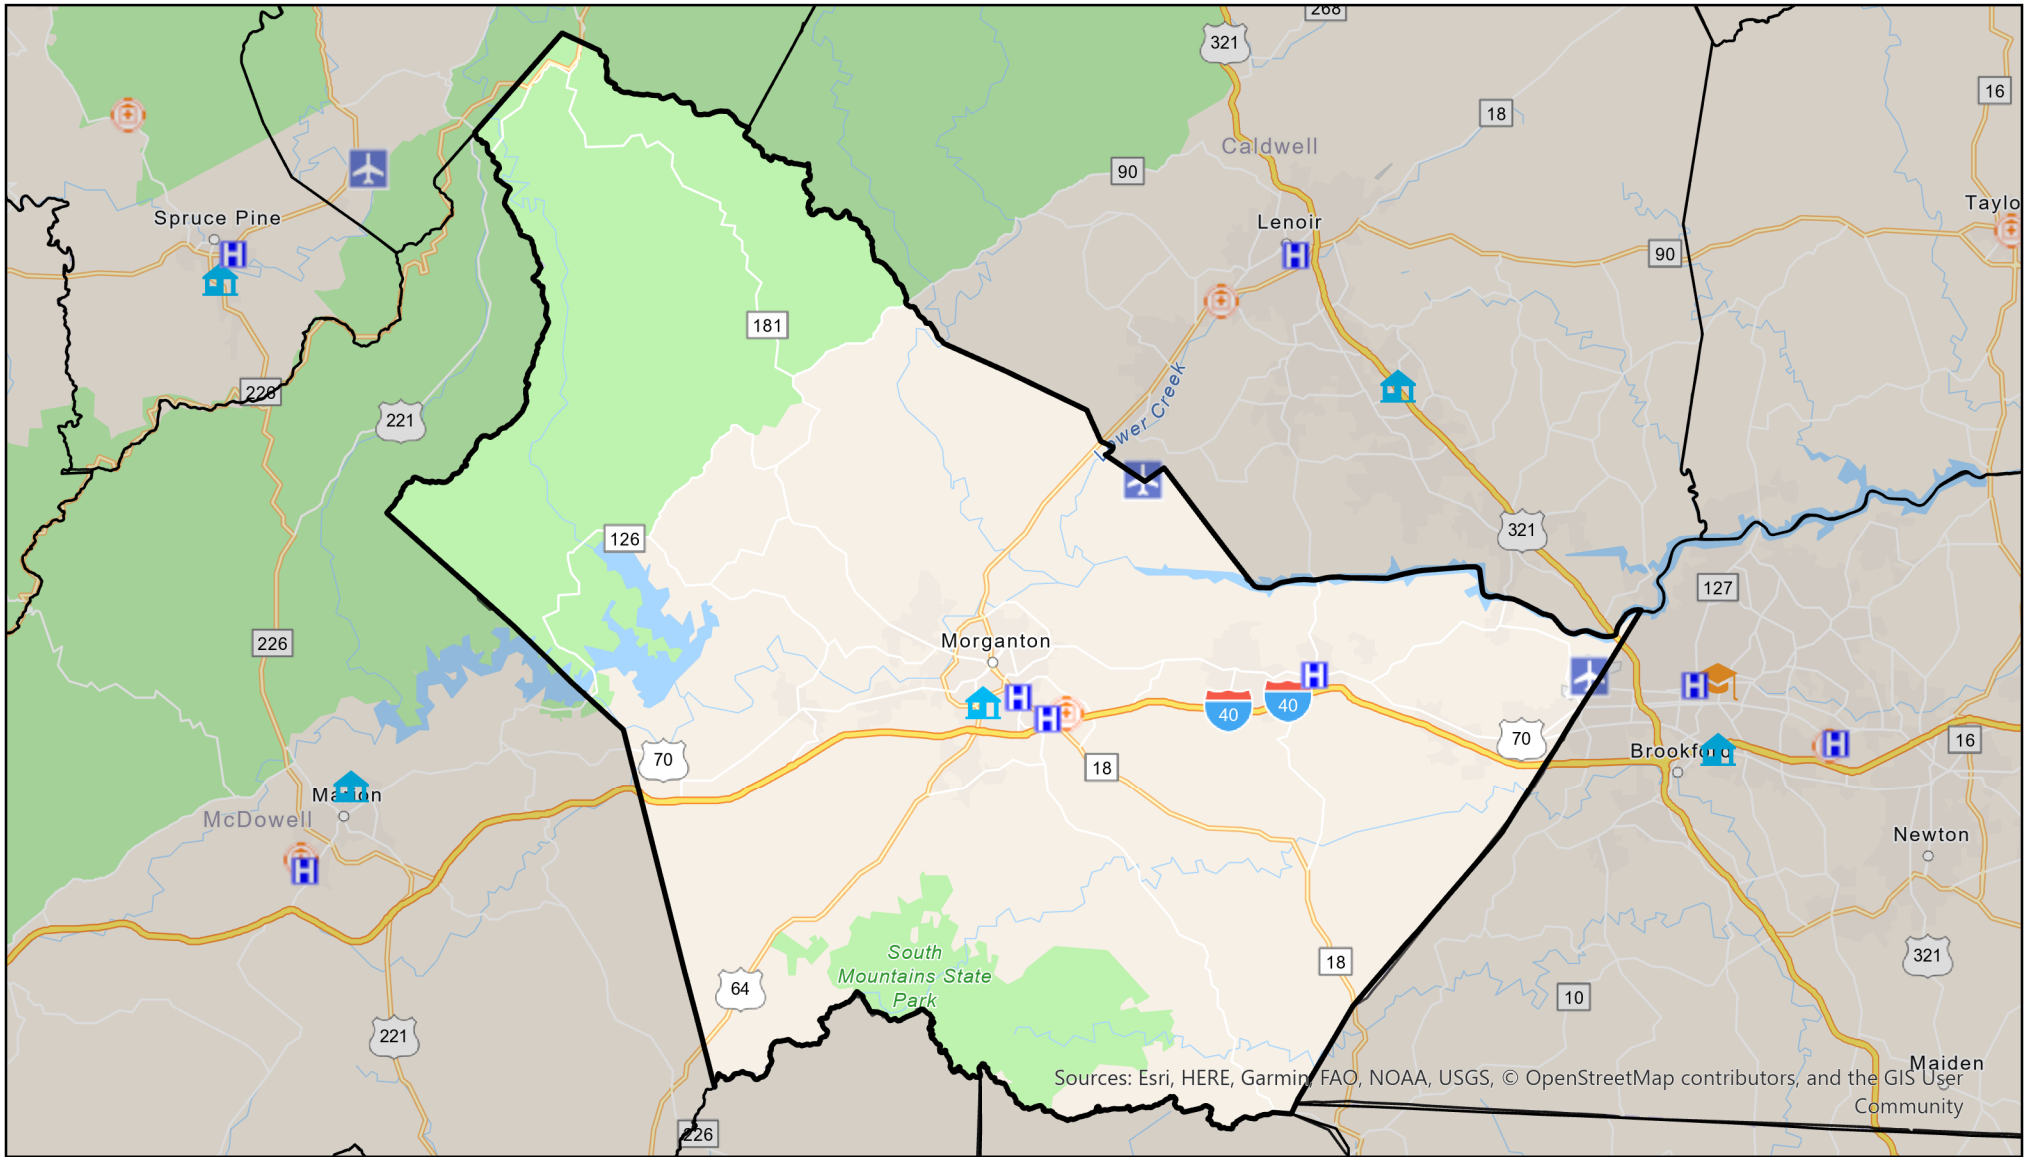 268
321
16
18
Caldwell
90
Taylo
Spruce Pine
H
Lenoir
H
90
181
ower Creek
226
221
321
126
127
226
Morganton
H
H
H
40
40
H
70
70
Brookford
H
16
18
Marion
McDowell
H
Newton
South
Mountains State
Park
18
321
64
10
221
Maiden
Sources: Esri, HERE, Garmin, FAO, NOAA, USGS, © OpenStreetMap contributors, and the GIS User
Community
226